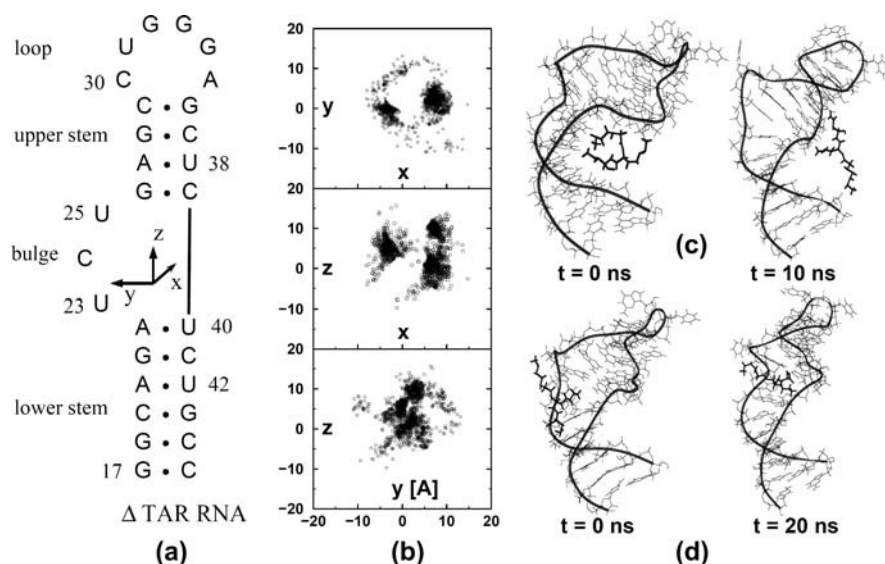 G G
U G
loop
30 C A
C • G
G • C
upper stem
A • U 38
G • C
25 U
bulge C
z
y x
23 U
A • U 40
G • C
A • U 42
lower stem
C • G
G • C
17 G • C
Δ TAR RNA
(a)
20
10
y 0
−10
x
20
10
z 0
−10
x
20
10
z 0
−10
y [A]
−20
−20 −10 0 10 20
(b)
t = 0 ns
(c)
t = 10 ns
t = 0 ns
(d)
t = 20 ns